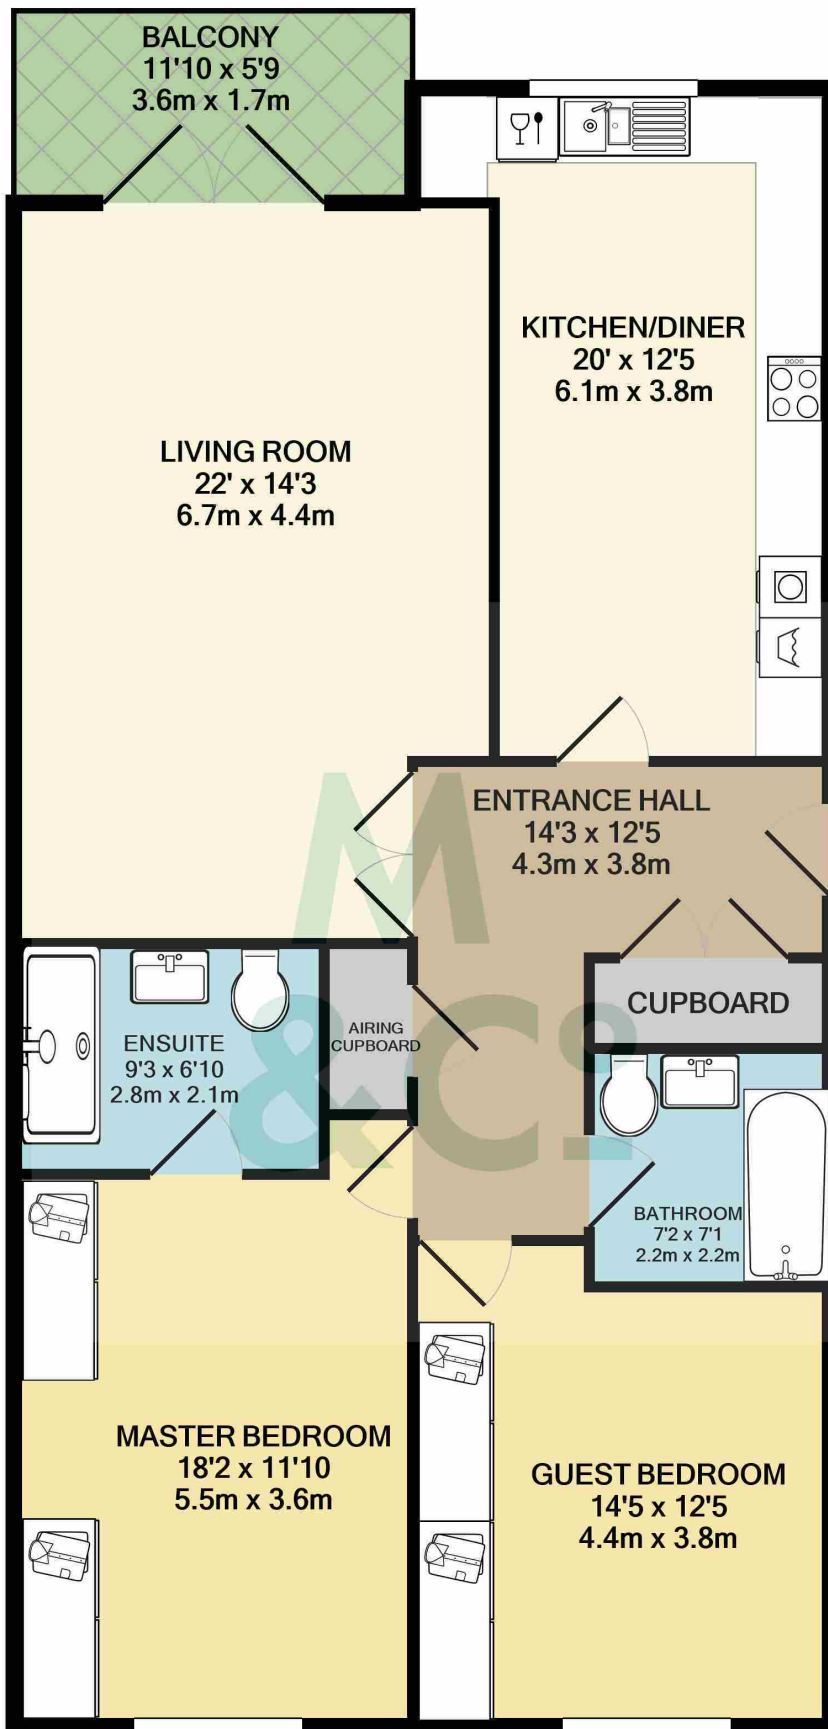 BALCONY
11'10 x 5'9
3.6m x 1.7m
KITCHEN/DINER
20' x 12'5
6.1m x 3.8m
LIVING ROOM
22' x 14'3
6.7m x 4.4m
ENTRANCE HALL
14'3 x 12'5
4.3m x 3.8m
CUPBOARD
AIRING
CUPBOARD
ENSUITE
9'3 x 6'10
2.8m x 2.1m
BATHROOM
7'2 x 7'1
2.2m x 2.2m
MASTER BEDROOM
18'2 x 11'10
5.5m x 3.6m
GUEST BEDROOM
14'5 x 12'5
4.4m x 3.8m
M
&Cº